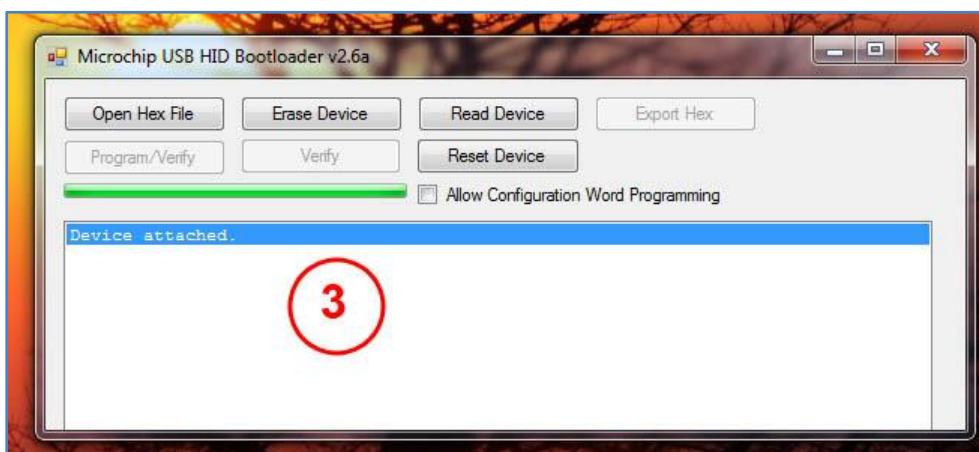 Microchip USB HID Bootloader v2.6a
Open Hex File Erase Device Read Device Export Hex
Program/Verify Verify Reset Device
Allow Configuration Word Programming
Device attached.
3